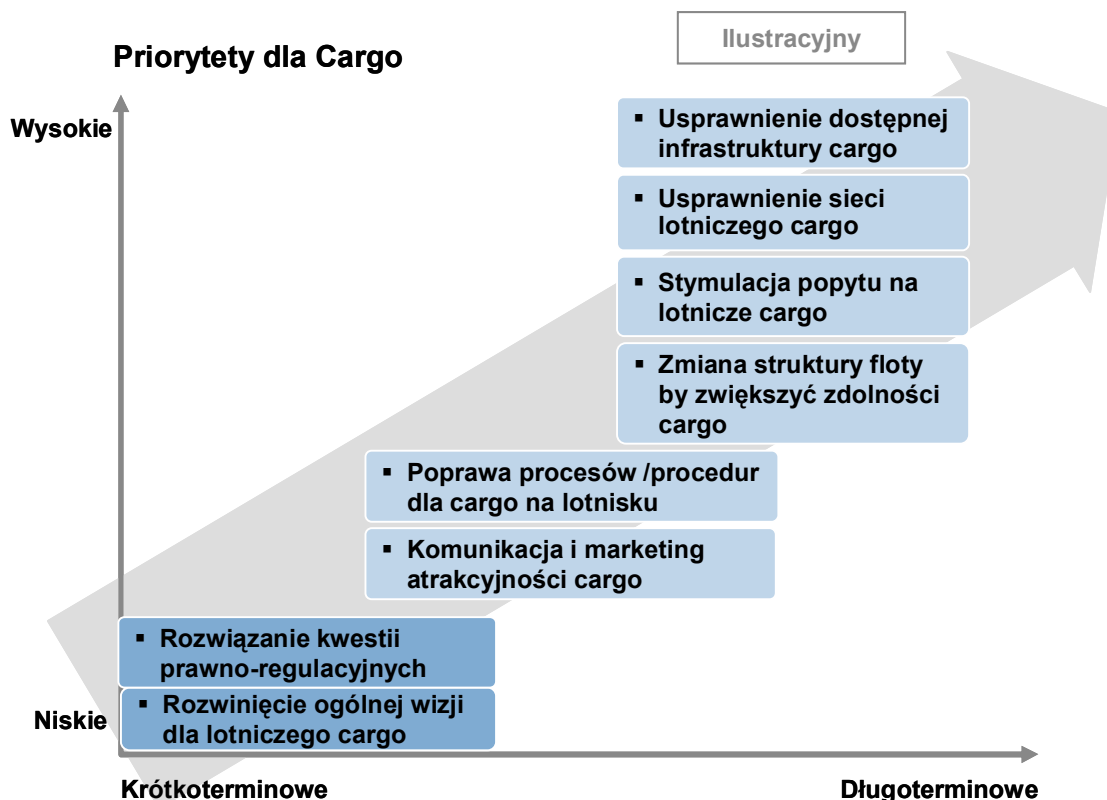 Ilustracyjny
Priorytety dla Cargo
Wysokie
▪ Usprawnienie dostępnej
infrastruktury cargo
▪ Usprawnienie sieci
lotniczego cargo
▪ Stymulacja popytu na
lotnicze cargo
▪ Zmiana struktury floty
by zwiększyć zdolności
cargo
▪ Poprawa procesów /procedur
dla cargo na lotnisku
▪ Komunikacja i marketing
atrakcyjności cargo
▪ Rozwiązanie kwestii
prawno-regulacyjnych
▪ Rozwinięcie ogólnej wizji
dla lotniczego cargo
Niskie
Krótkoterminowe
Długoterminowe